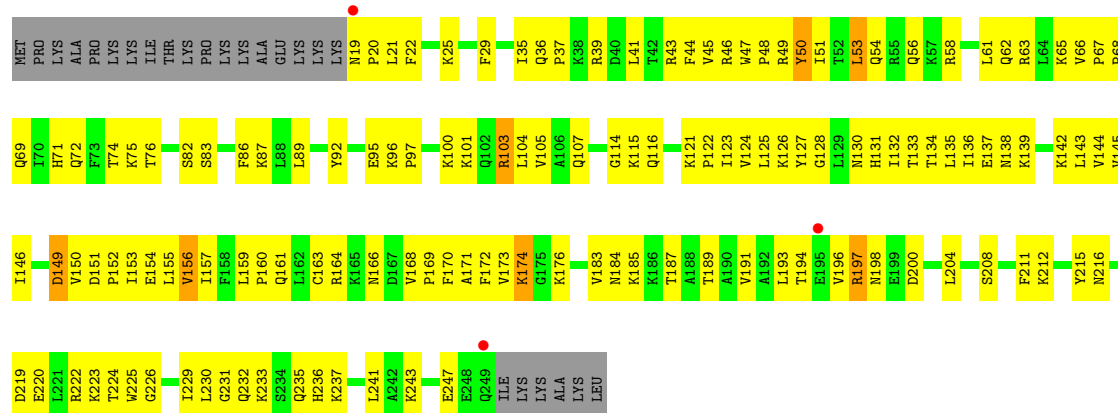 MET PRO LYS ALA PRO LYS LYS ILE THR LYS PRO LYS LYS ALA GLU LYS LYS LYS N19 P20 L21 F22 K25 F29 I35 Q36 P37 K38 R39 D40 L41 T42 R43 F44 V45 R46 W47 P48 R49 Y50 I51 T52 L53 Q54 R55 Q56 K57 R58 L61 Q62 R63 L64 K65 V66 P67 P68
Q69 I70 H71 Q72 F73 T74 K75 T76 S82 S83 F86 K87 L88 L89 Y92 E95 K96 P97 K100 K101 Q102 R103 L104 V105 A106 Q107 G114 K115 Q116 K121 P122 T123 V124 L125 K126 Y127 G128 L129 N130 H131 I132 T133 T134 L135 I136 E137 N138 K139 K142 L143 V144 V145
I146 D149 V150 D151 P152 I153 E154 L155 V156 I157 F158 L159 P160 Q161 L162 C163 R164 K165 N166 D167 V168 P169 F170 A171 F172 V173 K174 G175 K176 V183 N184 K185 K186 T187 A188 T189 A190 V191 A192 L193 T194 E195 V196 R197 N198 E199 D200 L204 S208 F211 K212 Y215 N216
D219 E220 L221 R222 K223 T224 W225 G226 I229 L230 G231 Q232 K233 S234 Q235 H236 K237 L241 A242 K243 E247 E248 Q249 ILE LYS LYS ALA LYS LEU